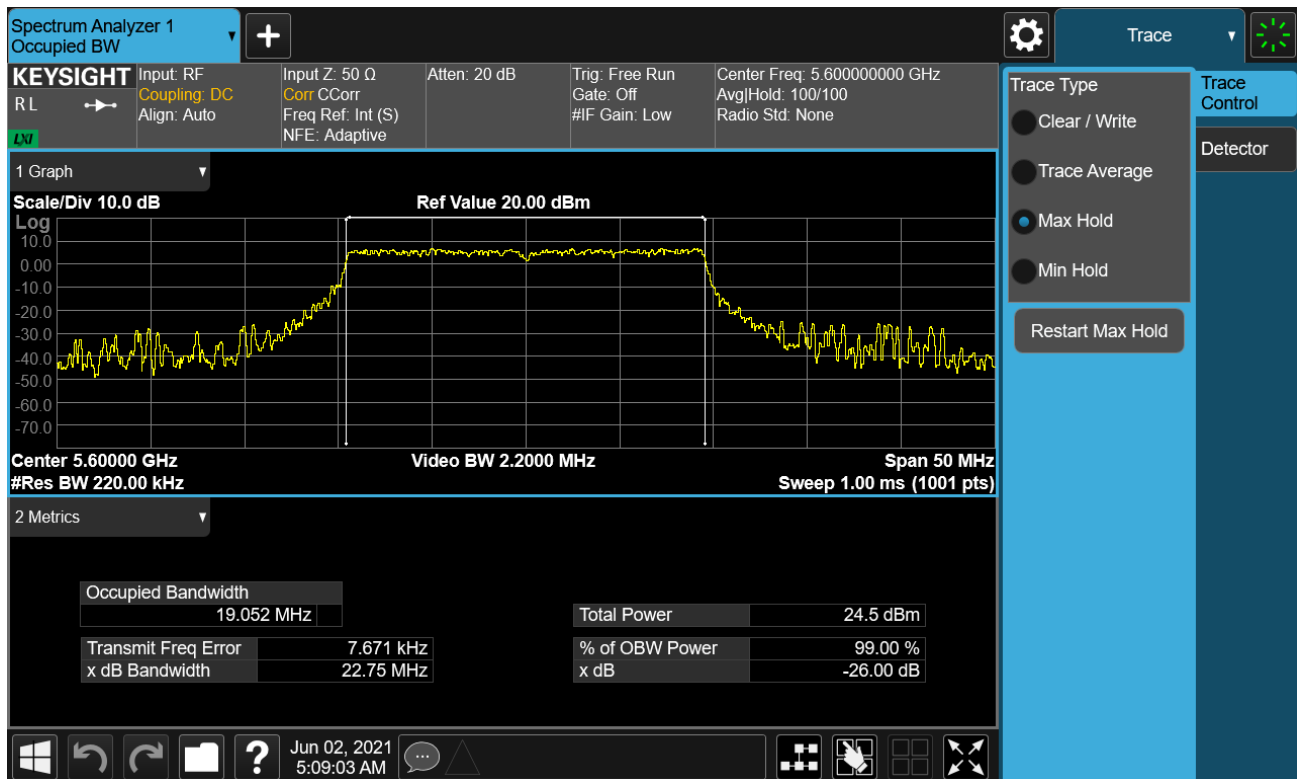 Spectrum Analyzer 1
Occupied BW
Trace
KEYSIGHT
R L
LXI
Input: RF
Coupling: DC
Align: Auto
Input Z: 50 Ω
Corr CCorr
Freq Ref: Int (S)
NFE: Adaptive
Atten: 20 dB
Trig: Free Run
Gate: Off
#IF Gain: Low
Center Freq: 5.600000000 GHz
Avg|Hold: 100/100
Radio Std: None
Trace Type
Clear / Write
Trace Average
Max Hold
Min Hold
Restart Max Hold
Trace
Control
Detector
1 Graph
Scale/Div 10.0 dB
Ref Value 20.00 dBm
Log
10.0
0.00
-10.0
-20.0
-30.0
-40.0
-50.0
-60.0
-70.0
Center 5.60000 GHz
Video BW 2.2000 MHz
Span 50 MHz
#Res BW 220.00 kHz
Sweep 1.00 ms (1001 pts)
2 Metrics
Occupied Bandwidth
19.052 MHz
Total Power 24.5 dBm
Transmit Freq Error 7.671 kHz
% of OBW Power 99.00 %
x dB Bandwidth 22.75 MHz
x dB -26.00 dB
?
Jun 02, 2021
5:09:03 AM